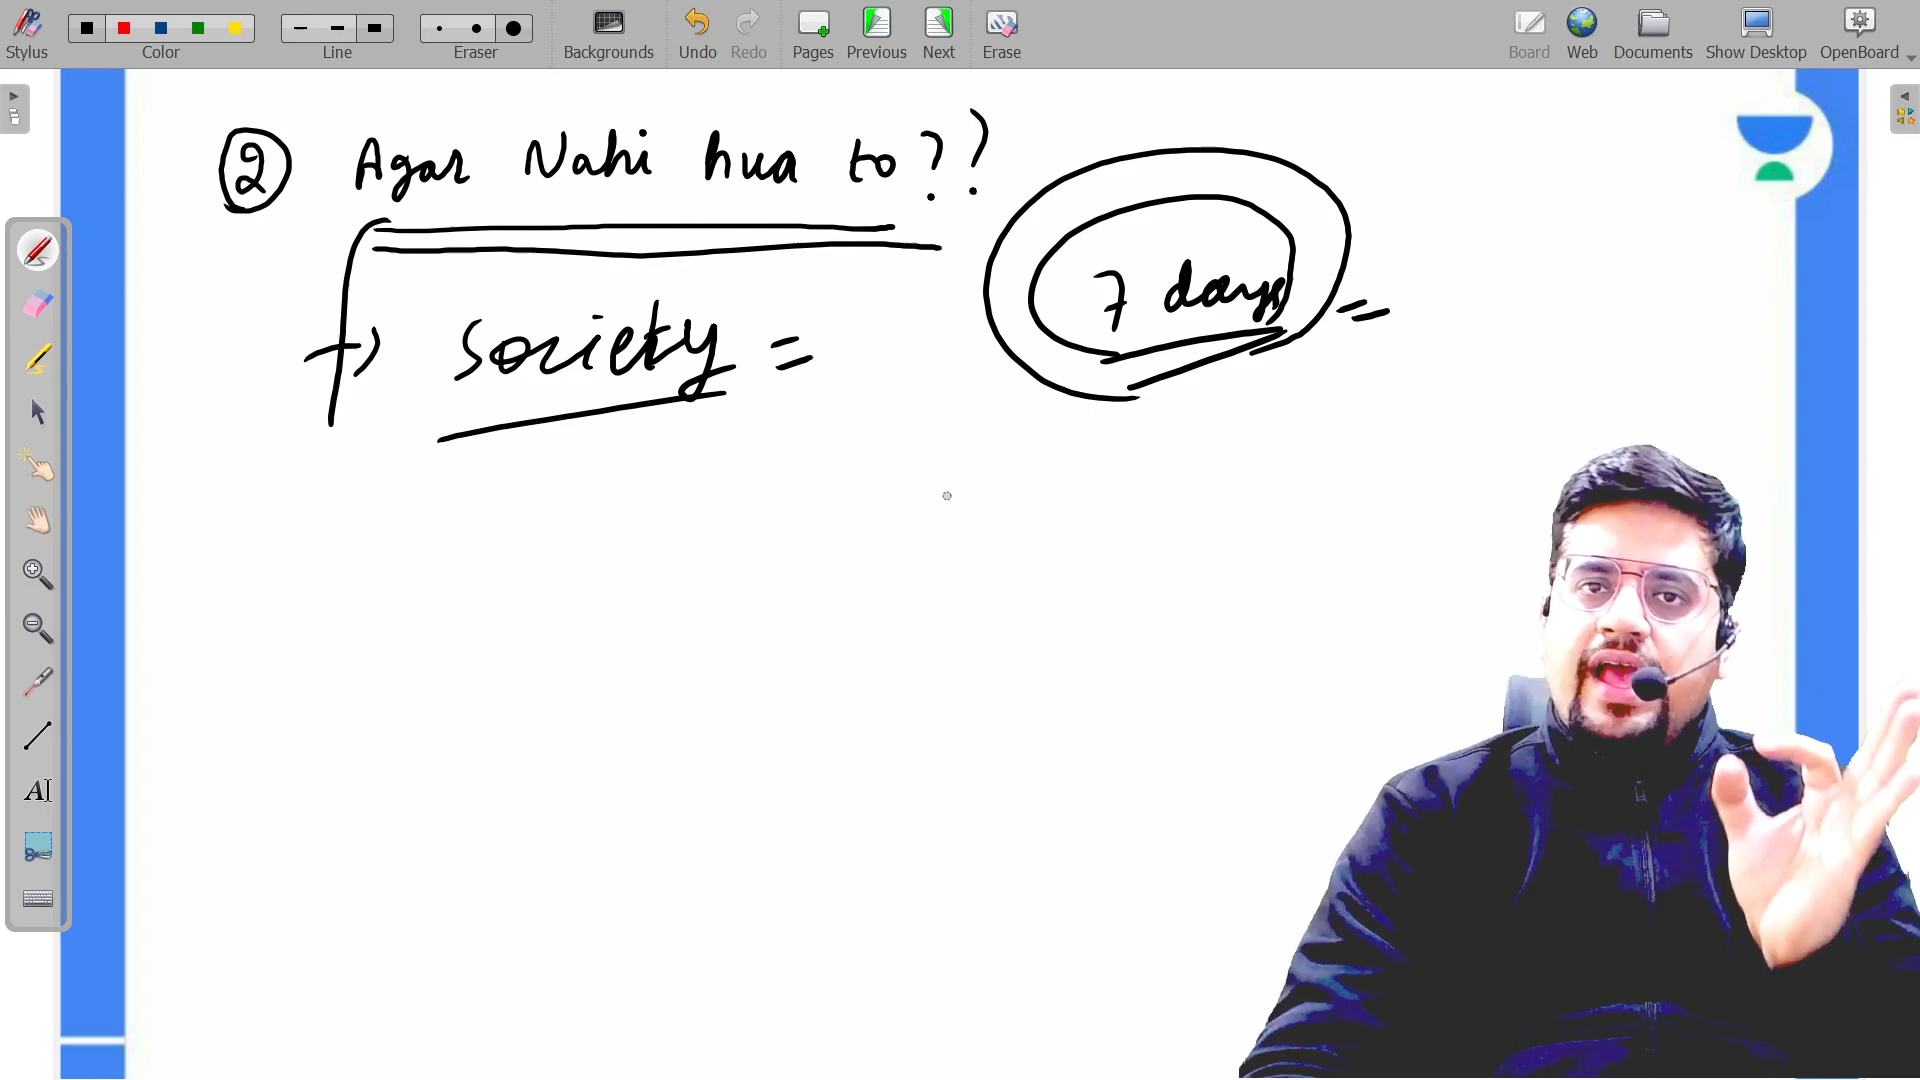 Stylus
Color
Line
Eraser
Backgrounds
Undo
Redo
Pages
Previous
Next
Erase
Board
Web
Documents
Show Desktop
OpenBoard
② Agar Nahi hua to ??
7 days =
→ Society =
AI